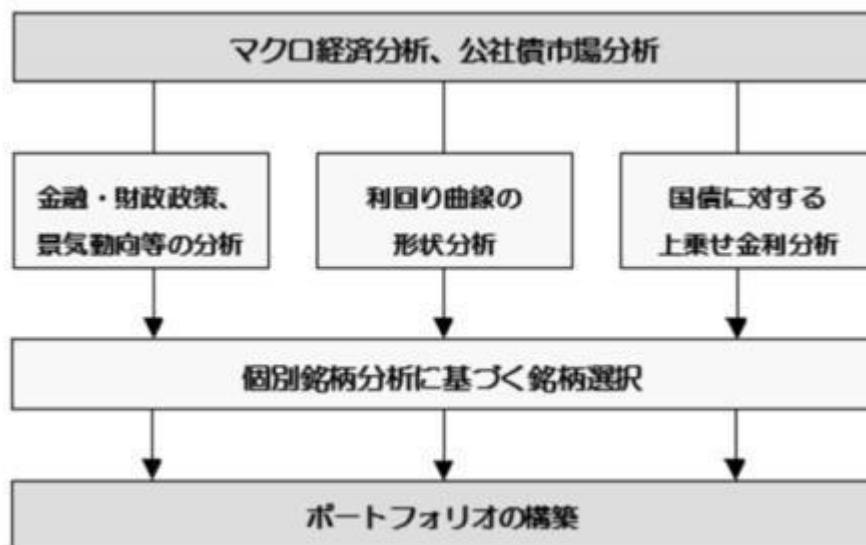 マクロ経済分析、公社債市場分析
金融・財政政策、
景気動向等の分析
利回り曲線の
形状分析
国債に対する
上乗せ金利分析
個別銘柄分析に基づく銘柄選択
ポートフォリオの構築